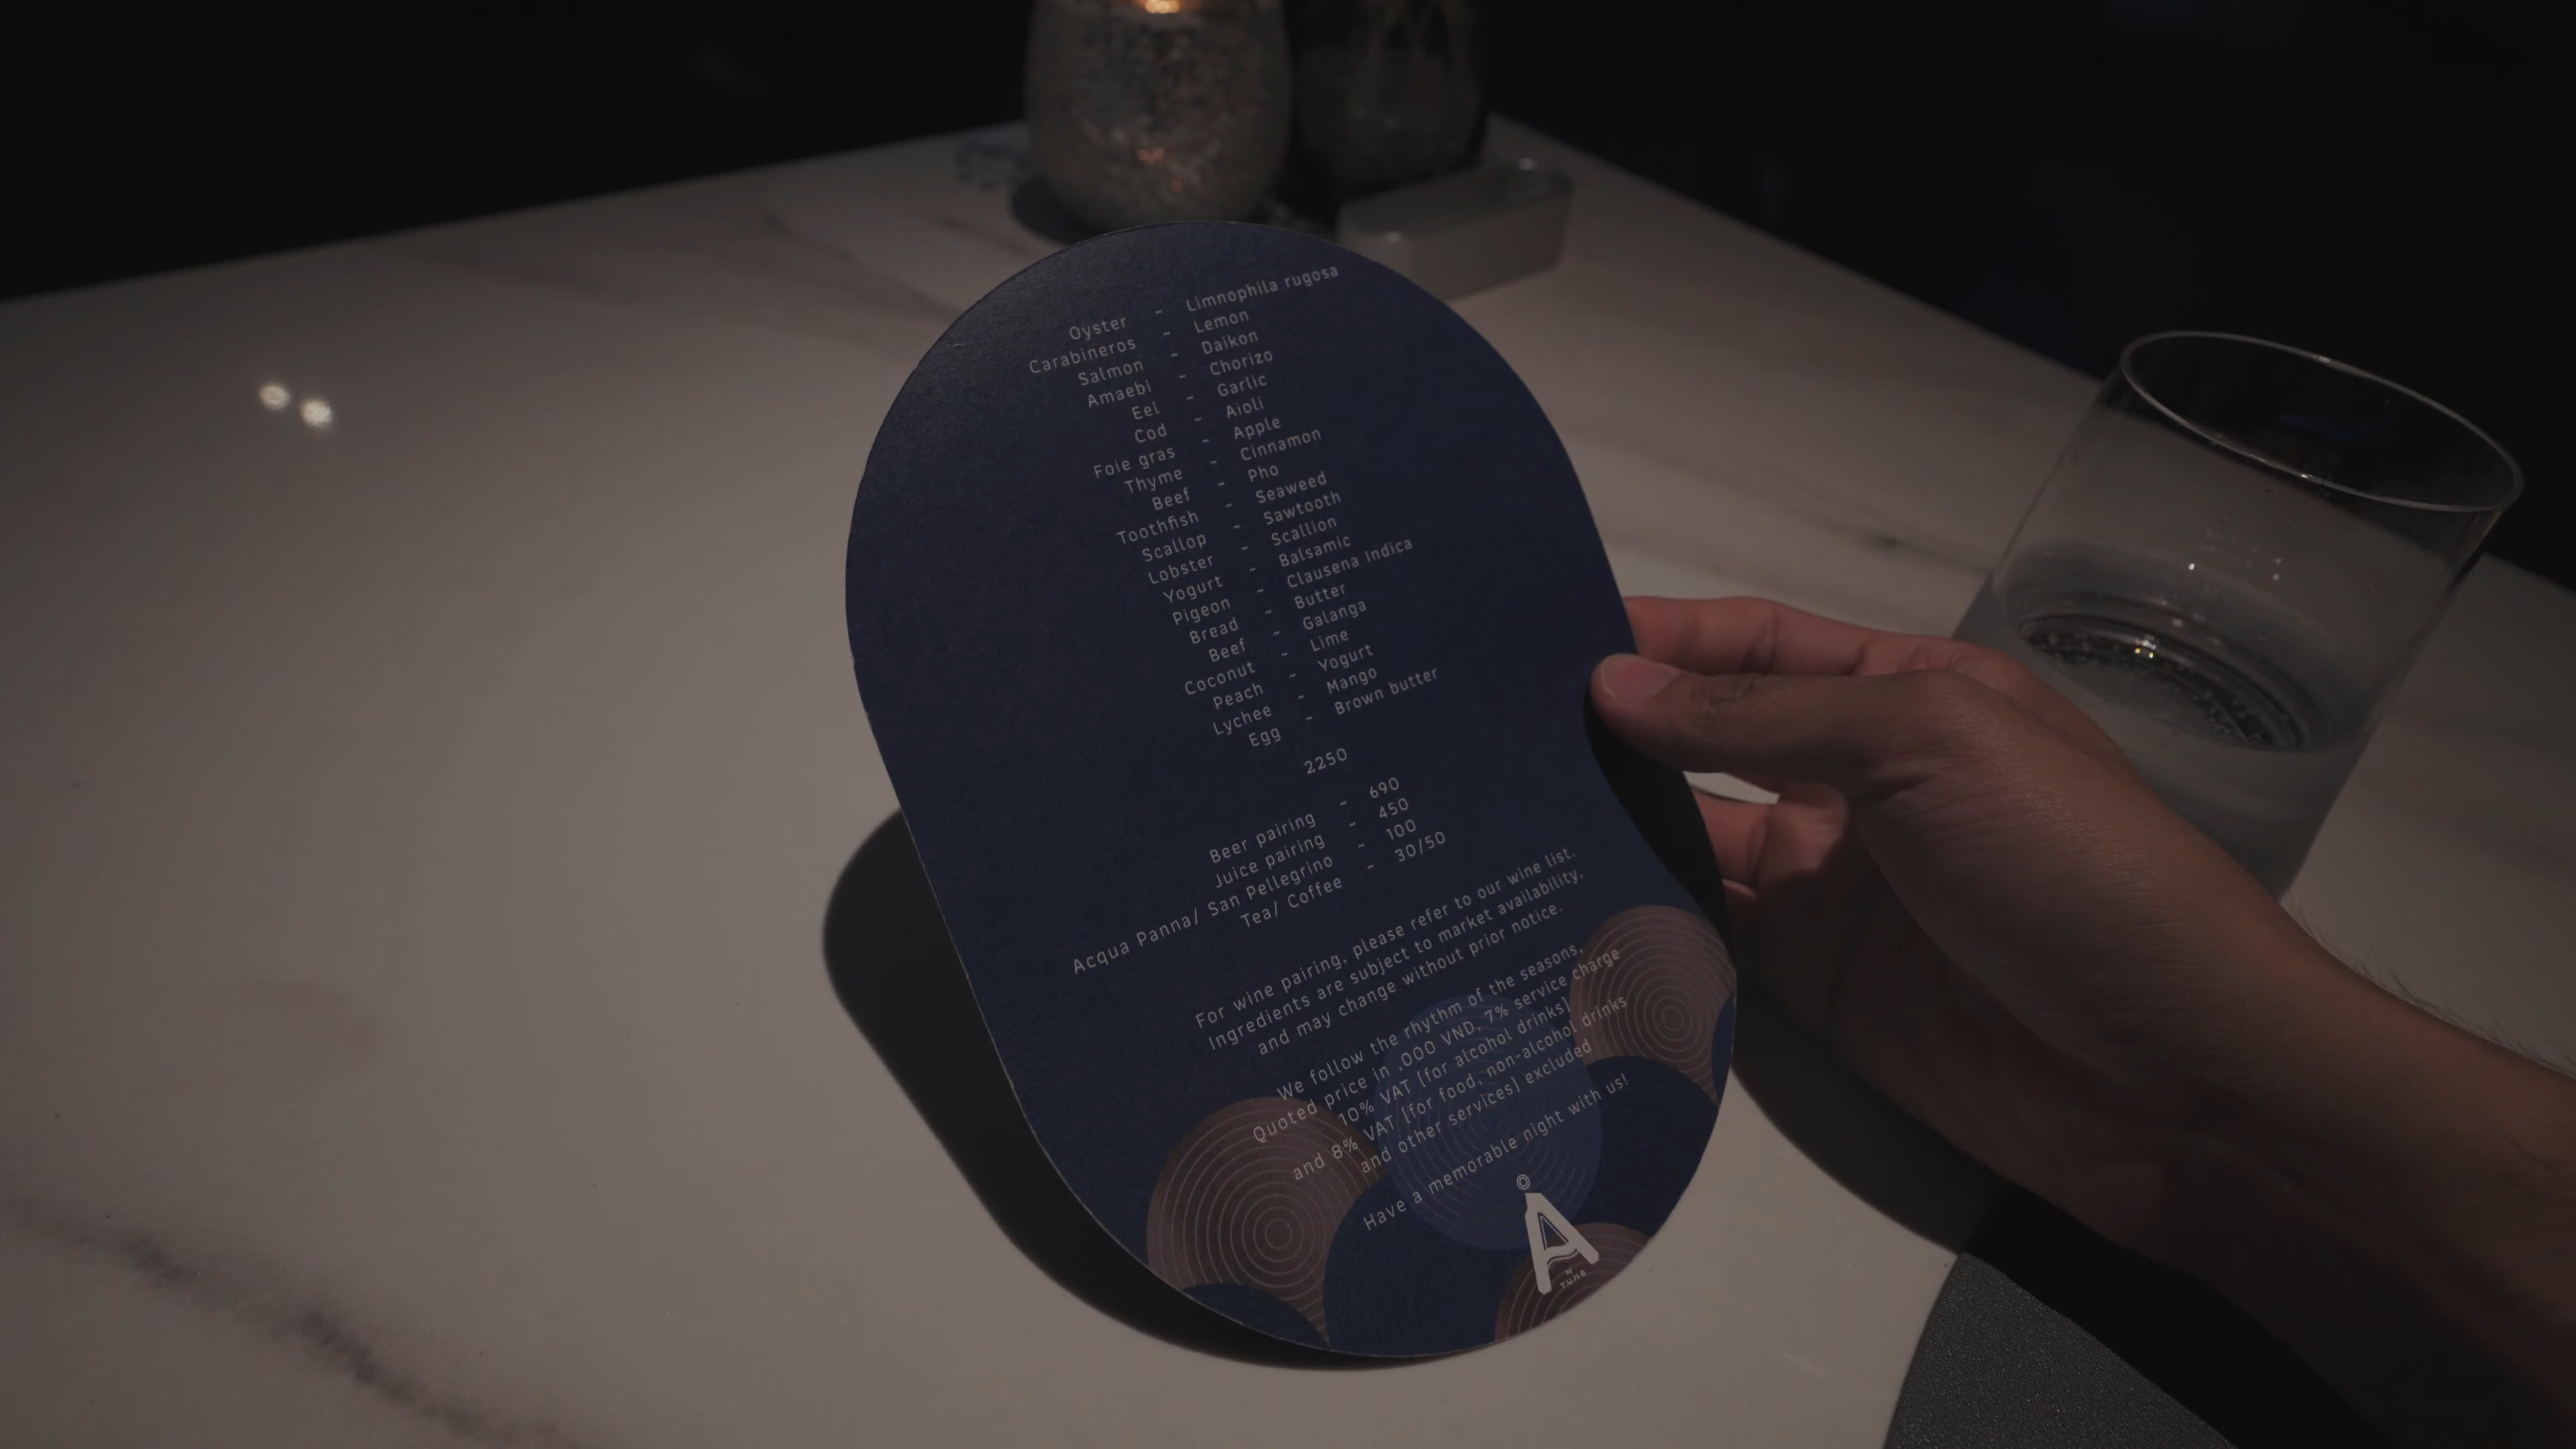 Oyster ~ Limnophila rugosa
Carabineros ~ Lemon
Salmon ~ Daikon
Amaebi ~ Chorizo
Eel ~ Garlic
Cod ~ Aioli
Foie gras ~ Apple
Thyme ~ Cinnamon
Beef ~ Pho
Toothfish ~ Seaweed
Scallop ~ Sawtooth
Lobster ~ Scallion
Yogurt ~ Balsamic
Pigeon ~ Clausena Indica
Bread ~ Butter
Beef ~ Galanga
Coconut ~ Lime
Peach ~ Yogurt
Lychee ~ Mango
Egg ~ Brown butter
2250
Beer pairing ~ 690
Juice pairing ~ 450
Acqua Panna/ San Pellegrino ~ 100
Tea/ Coffee ~ 30/50
For wine pairing, please refer to our wine list.
Ingredients are subject to market availability,
and may change without prior notice.
We follow the rhythm of the seasons,
Quoted price in ,000 VND, 7% service charge
10% VAT [for alcohol drinks]
and 8% VAT [for food, non-alcohol drinks
and other services] excluded
Have a memorable night with us!
Å
BY
TUNG